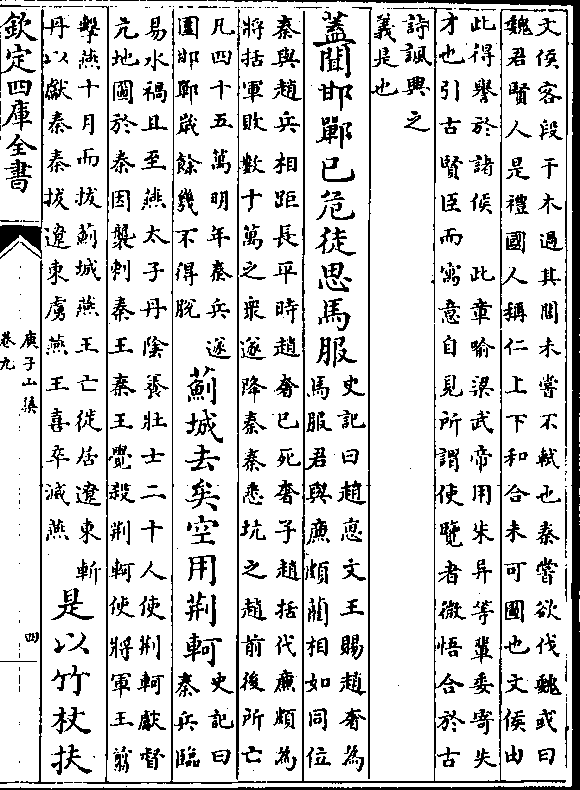 文侯客段干木過其閭未嘗不軾也秦嘗欲伐魏或曰
魏君賢人是禮國人稱仁上下和合未可圖也文侯由
此得譽於諸侯　此章喻梁武帝用朱异等輩委寄失
才也引古賢臣而寓意自見所謂使覽者微悟合於古
詩諷興之
義是也
蓋聞邯鄲已危徒思馬服
史記曰趙惠文王賜趙奢為
馬服君與廉頗藺相如同位
秦與趙兵相距長平時趙奢已死奢子趙括代廉頗為
將括軍敗數十萬之衆遂降秦秦悉坑之趙前後所亡
凡四十五萬明年秦兵遂
圍邯鄲歲餘幾不得脫
薊城去矣空用荆軻
史記曰
秦兵臨
易水禍且至燕太子丹陰養壯士二十人使荆軻獻督
亢地圖於秦因襲刺秦王秦王覺殺荆軻使將軍王翦
擊燕十月而拔薊城燕王亡徙居遼東斬
丹以獻秦秦拔遼東虜燕王喜卒滅燕
是以竹杖扶
欽定四庫全書
庾子山集
卷九
四